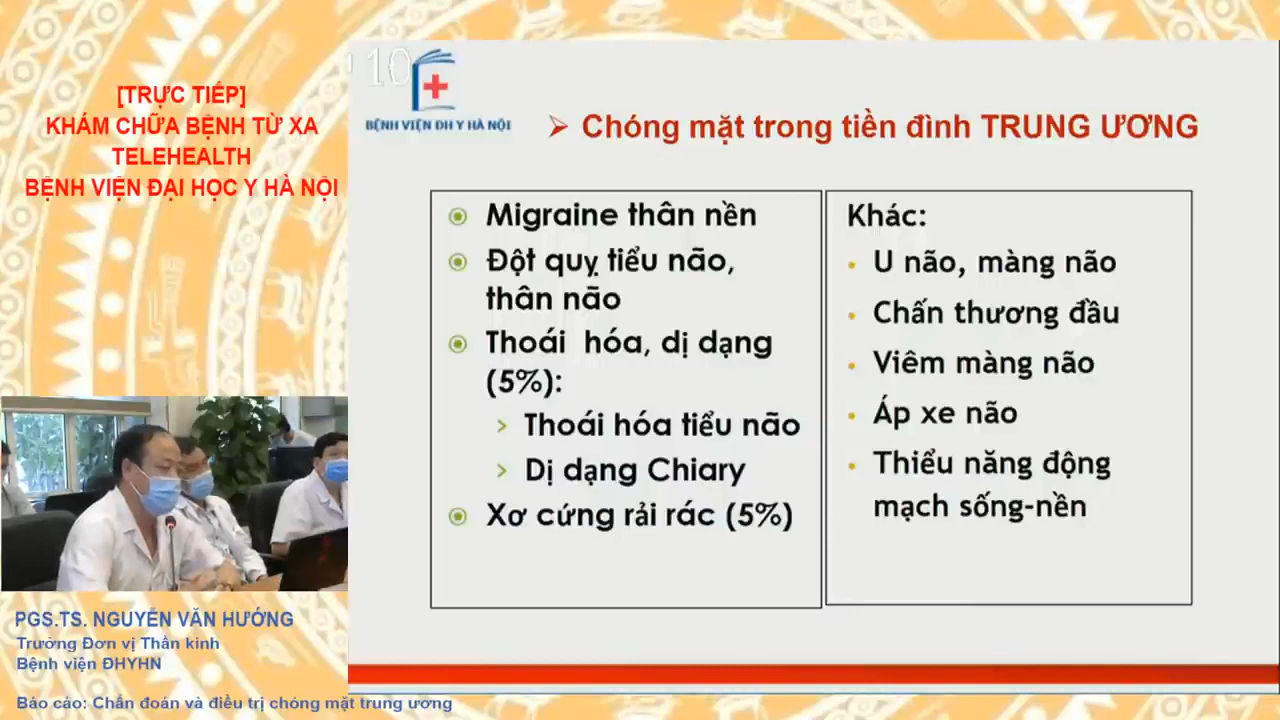 [TRỰC TIẾP]
KHÁM CHỮA BỆNH TỪ XA
TELEHEALTH
BỆNH VIỆN ĐẠI HỌC Y HÀ NỘI
10
BỆNH VIỆN ĐH Y HÀ NỘI
Chóng mặt trong tiền đình TRUNG ƯƠNG
Migraine thân nền
Đột quỵ tiểu não,
thân não
Thoái hóa, dị dạng
(5%):
Thoái hóa tiểu não
Dị dạng Chiary
Xơ cứng rải rác (5%)
Khác:
U não, màng não
Chấn thương đầu
Viêm màng não
Áp xe não
Thiểu năng động
mạch sống-nền
PGS.TS. NGUYỄN VĂN HƯỚNG
Trưởng Đơn vị Thần kinh
Bệnh viện ĐHYHN
Báo cáo: Chẩn đoán và điều trị chóng mặt trung ương